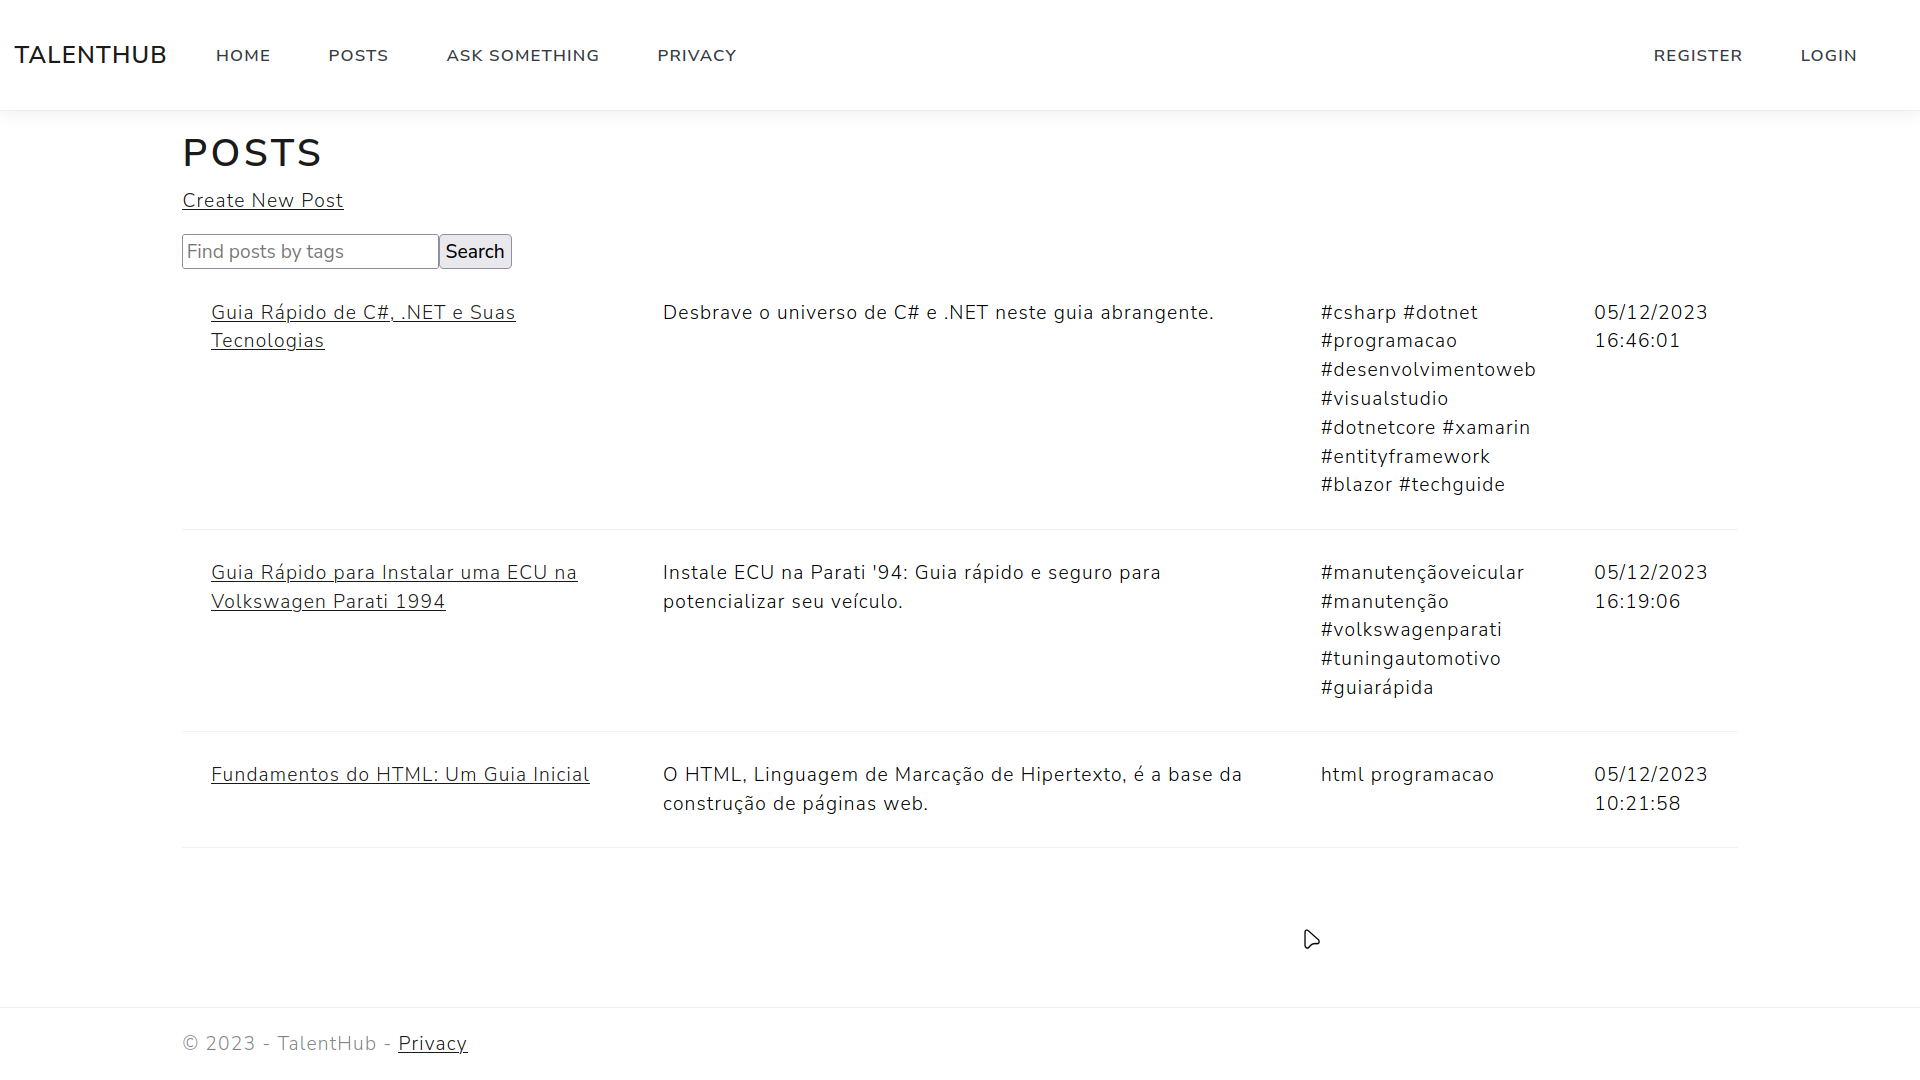 TALENTHUB HOME POSTS ASK SOMETHING PRIVACY REGISTER LOGIN
POSTS
Create New Post
Find posts by tags Search
Guia Rápido de C#, .NET e Suas
Tecnologias
Desbrave o universo de C# e .NET neste guia abrangente.
#csharp #dotnet
#programacao
#desenvolvimentoweb
#visualstudio
#dotnetcore #xamarin
#entityframework
#blazor #techguide
05/12/2023
16:46:01
Guia Rápido para Instalar uma ECU na
Volkswagen Parati 1994
Instale ECU na Parati '94: Guia rápido e seguro para
potencializar seu veículo.
#manutençãoveicular
#manutenção
#volkswagenparati
#tuningautomotivo
#guiarápida
05/12/2023
16:19:06
Fundamentos do HTML: Um Guia Inicial
O HTML, Linguagem de Marcação de Hipertexto, é a base da
construção de páginas web.
html programacao
05/12/2023
10:21:58
© 2023 - TalentHub - Privacy